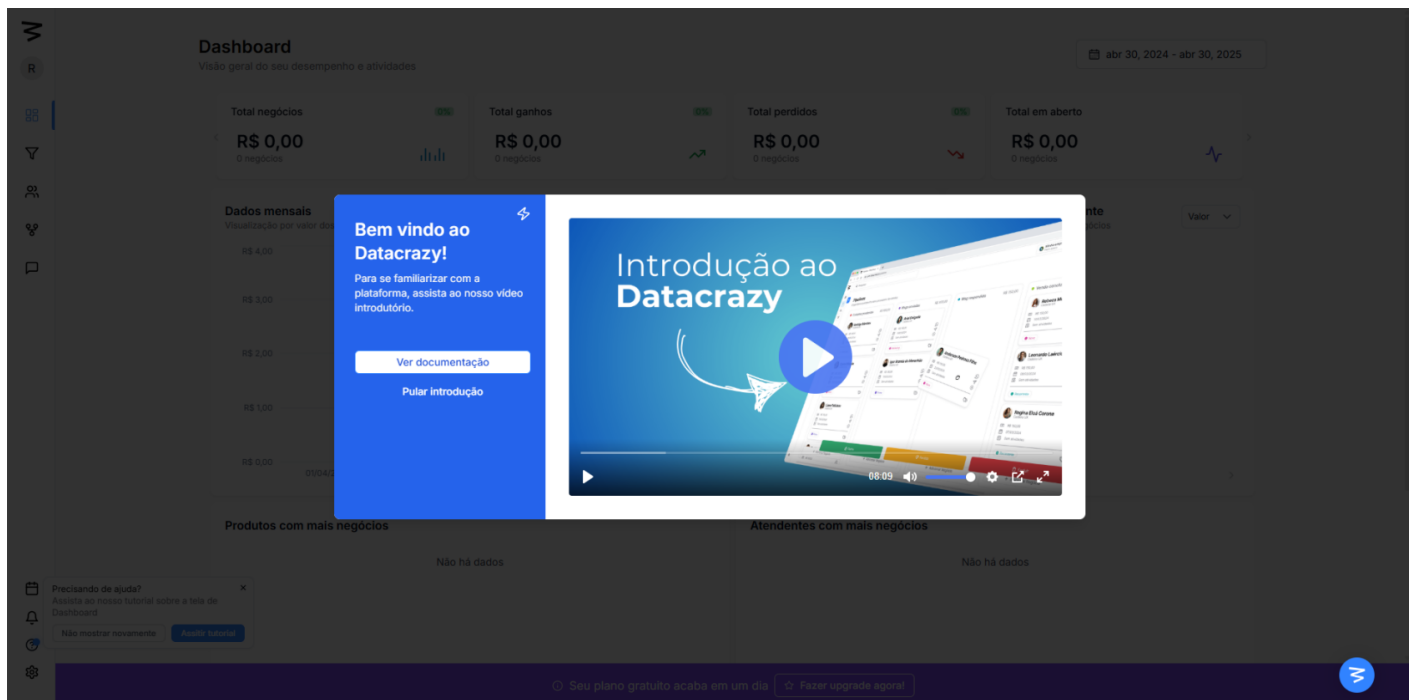 Dashboard
Visão geral do seu desempenho e atividades
abr 30, 2024 - abr 30, 2025
R
Total negócios
0%
Total ganhos
0%
Total perdidos
0%
Total em aberto
R$ 0,00
R$ 0,00
R$ 0,00
R$ 0,00
0 negócios
0 negócios
0 negócios
0 negócios
Dados mensais
Visualização por valor dos
nte
Valor
R$ 4,00
R$ 3,00
R$ 2,00
R$ 1,00
R$ 0,00
Bem vindo ao
Datacrazy!
Para se familiarizar com a
plataforma, assista ao nosso vídeo
introdutório.
Ver documentação
Pular introdução
Introdução ao
Datacrazy
08:09
Produtos com mais negócios
Não há dados
Atendentes com mais negócios
Não há dados
Precisando de ajuda?
Assista ao nosso tutorial sobre a tela de
Dashboard
Não mostrar novamente
Assitir tutorial
Seu plano gratuito acaba em um dia
Fazer upgrade agora!